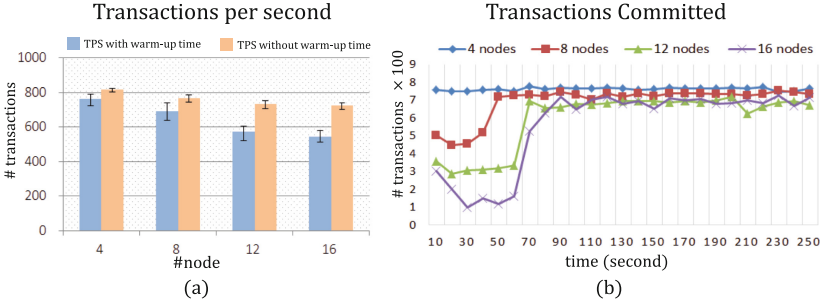 Transactions per second
TPS with warm-up time
TPS without warm-up time
# transactions
1000
800
600
400
200
0
4
8
12
16
#node
(a)
Transactions Committed
4 nodes
8 nodes
12 nodes
16 nodes
# transactions × 100
9
8
7
6
5
4
3
2
1
0
10 30 50 70 90 110 130 150 170 190 210 230 250
time (second)
(b)